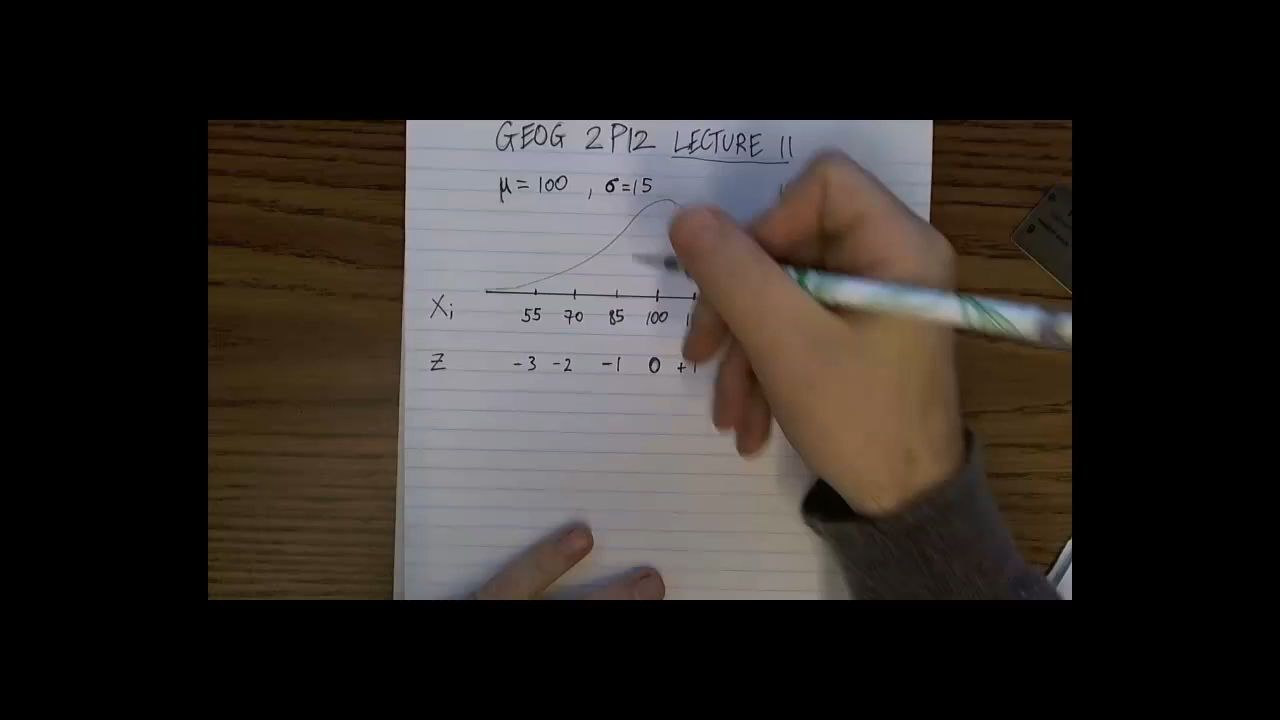 GEOG 2P12 LECTURE 11
μ = 100 , σ = 15
Xi 55 70 85 100
Z -3 -2 -1 0 +1